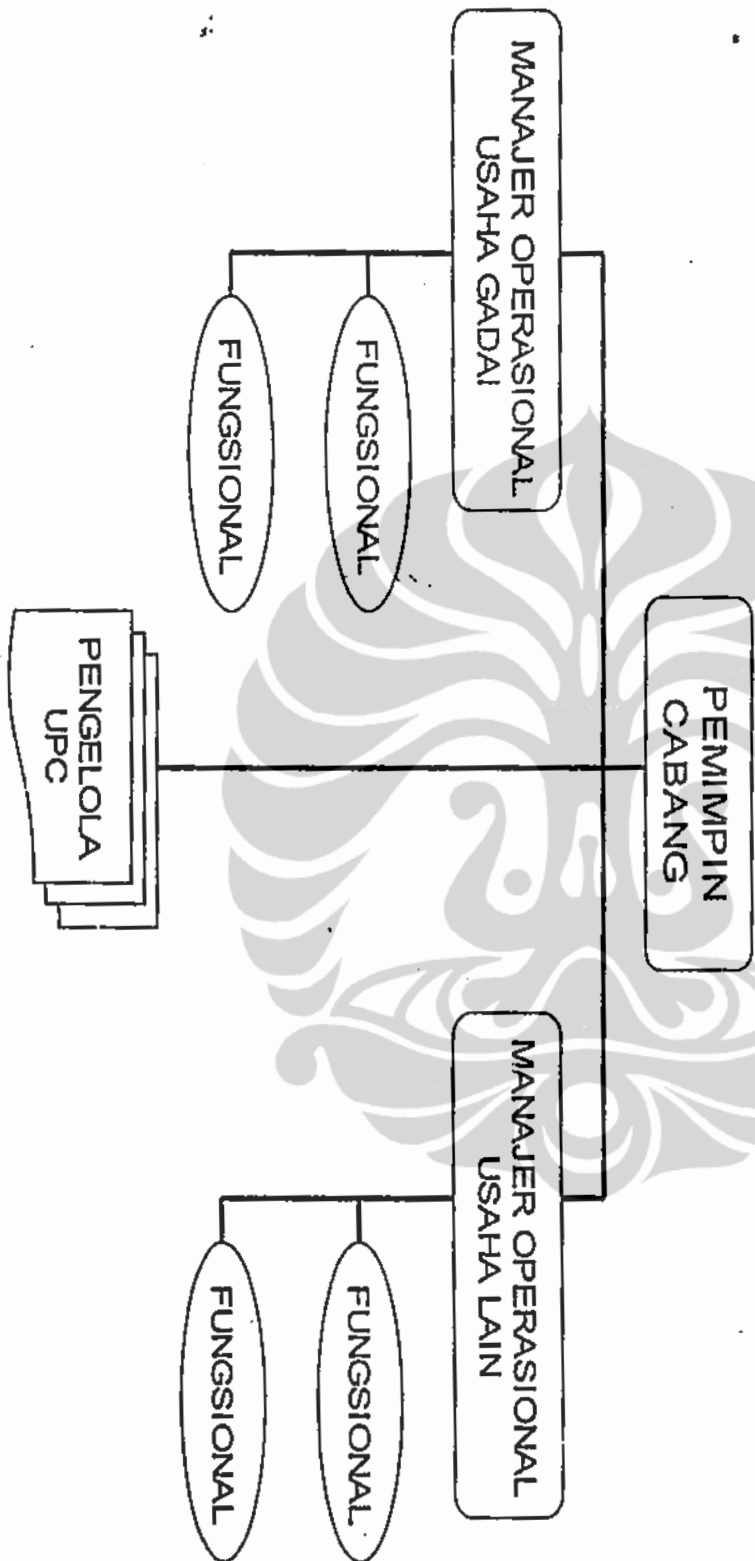 PEMIMPIN
CABANG
MANAJER OPERASIONAL
USAHA GADAI
MANAJER OPERASIONAL
USAHA LAIN
FUNGSIONAL
FUNGSIONAL
FUNGSIONAL
FUNGSIONAL
PENGELOLA
UPC